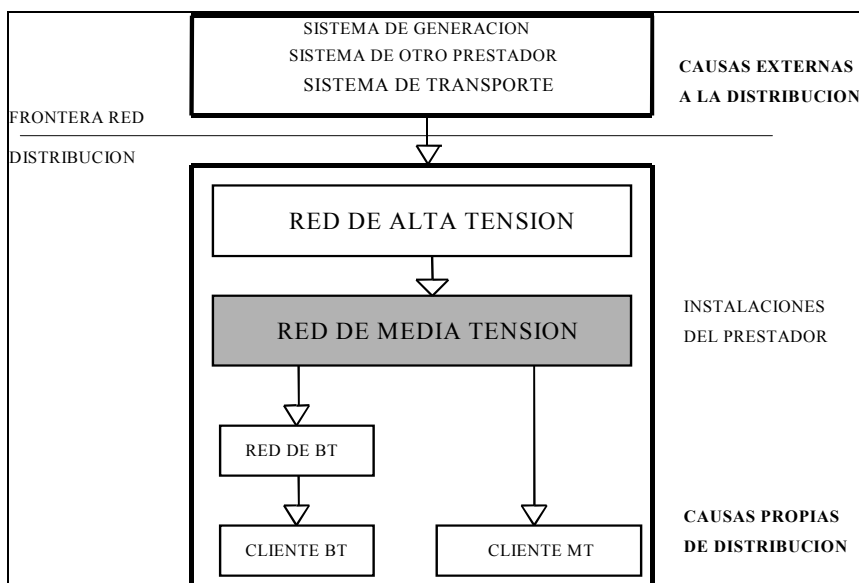 SISTEMA DE GENERACION
SISTEMA DE OTRO PRESTADOR
SISTEMA DE TRANSPORTE
CAUSAS EXTERNAS
A LA DISTRIBUCION
FRONTERA RED
DISTRIBUCION
RED DE ALTA TENSION
RED DE MEDIA TENSION
INSTALACIONES
DEL PRESTADOR
RED DE BT
CLIENTE BT
CLIENTE MT
CAUSAS PROPIAS
DE DISTRIBUCION